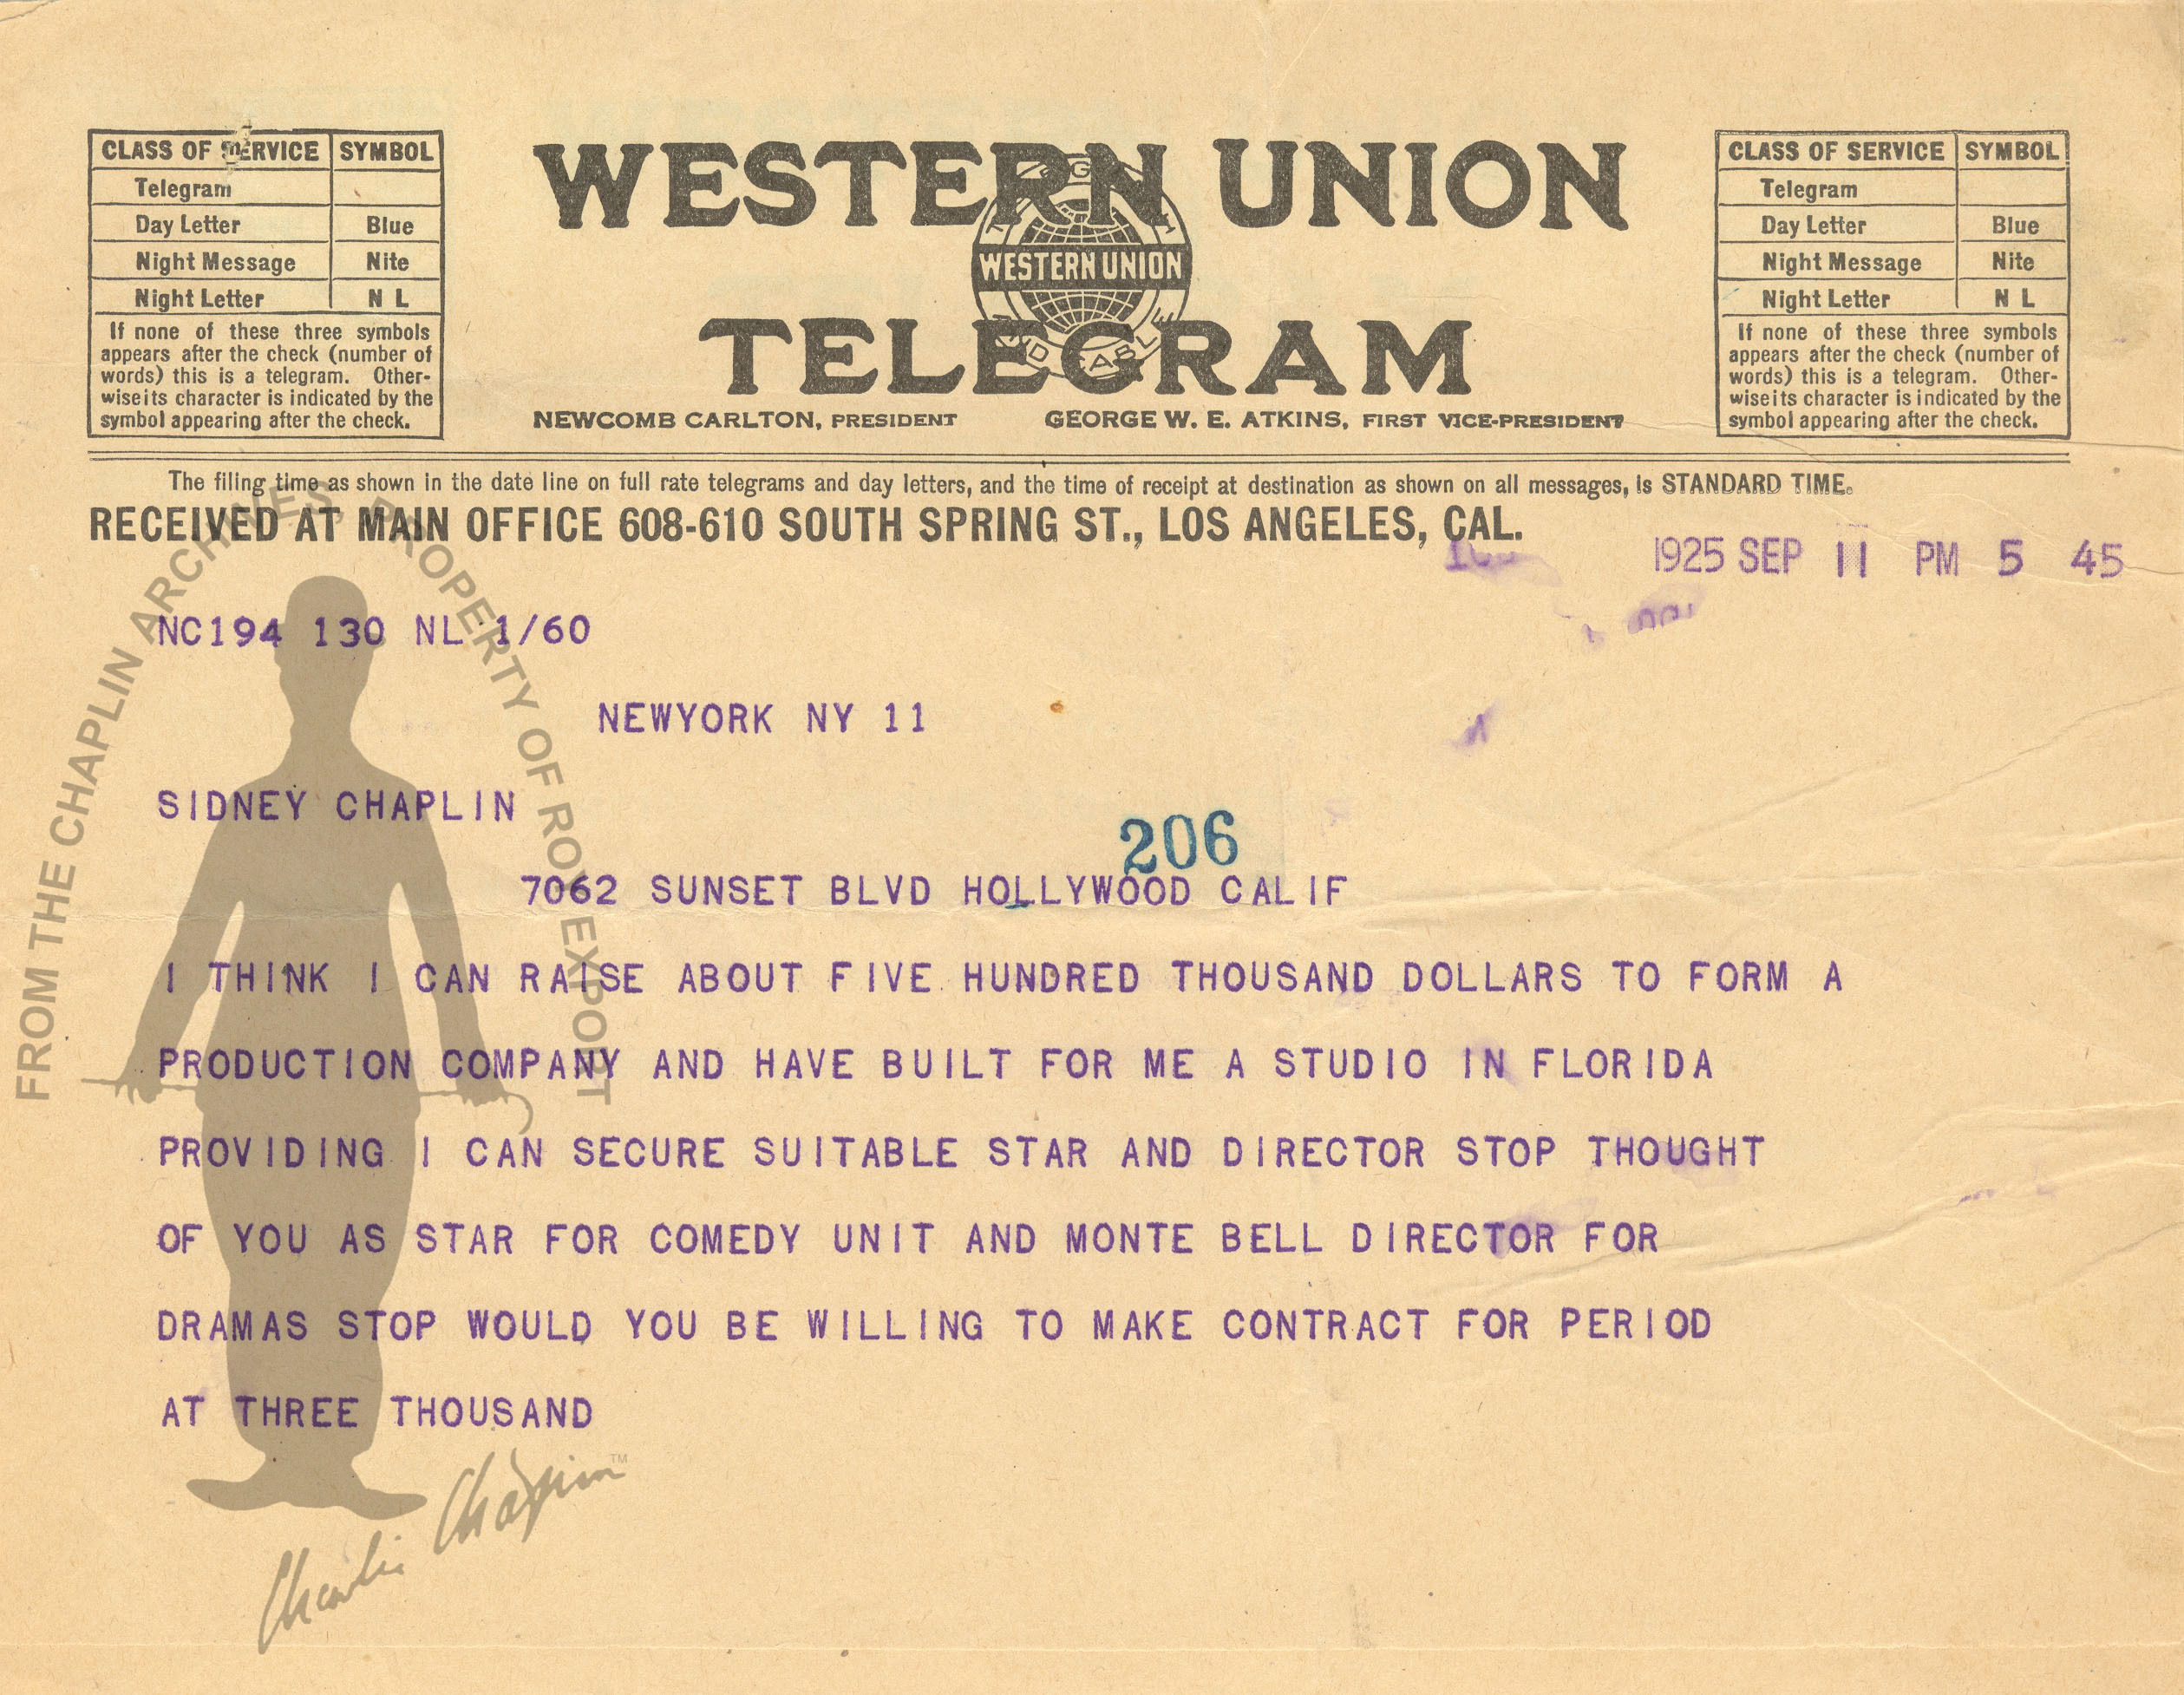 CLASS OF SERVICE SYMBOL
Telegram
Day Letter Blue
Night Message Nite
Night Letter N L
If none of these three symbols
appears after the check (number of
words) this is a telegram. Other-
wise its character is indicated by the
symbol appearing after the check.
WESTERN UNION
WESTERN UNION
TELEGRAM
NEWCOMB CARLTON, PRESIDENT GEORGE W. E. ATKINS, FIRST VICE-PRESIDENT
CLASS OF SERVICE SYMBOL
Telegram
Day Letter Blue
Night Message Nite
Night Letter N L
If none of these three symbols
appears after the check (number of
words) this is a telegram. Other-
wise its character is indicated by the
symbol appearing after the check.
The filing time as shown in the date line on full rate telegrams and day letters, and the time of receipt at destination as shown on all messages, is STANDARD TIME.
RECEIVED AT MAIN OFFICE 608-610 SOUTH SPRING ST., LOS ANGELES, CAL.
1925 SEP 11 PM 5 45
NC194 130 NL 1/60
NEWYORK NY 11
SIDNEY CHAPLIN
206
7062 SUNSET BLVD HOLLYWOOD CALIF
I THINK I CAN RAISE ABOUT FIVE HUNDRED THOUSAND DOLLARS TO FORM A
PRODUCTION COMPANY AND HAVE BUILT FOR ME A STUDIO IN FLORIDA
PROVIDING I CAN SECURE SUITABLE STAR AND DIRECTOR STOP THOUGHT
OF YOU AS STAR FOR COMEDY UNIT AND MONTE BELL DIRECTOR FOR
DRAMAS STOP WOULD YOU BE WILLING TO MAKE CONTRACT FOR PERIOD
AT THREE THOUSAND
FROM THE CHAPLIN ARCHIVES, PROPERTY OF ROY EXPORT
Charlie Chaplin TM